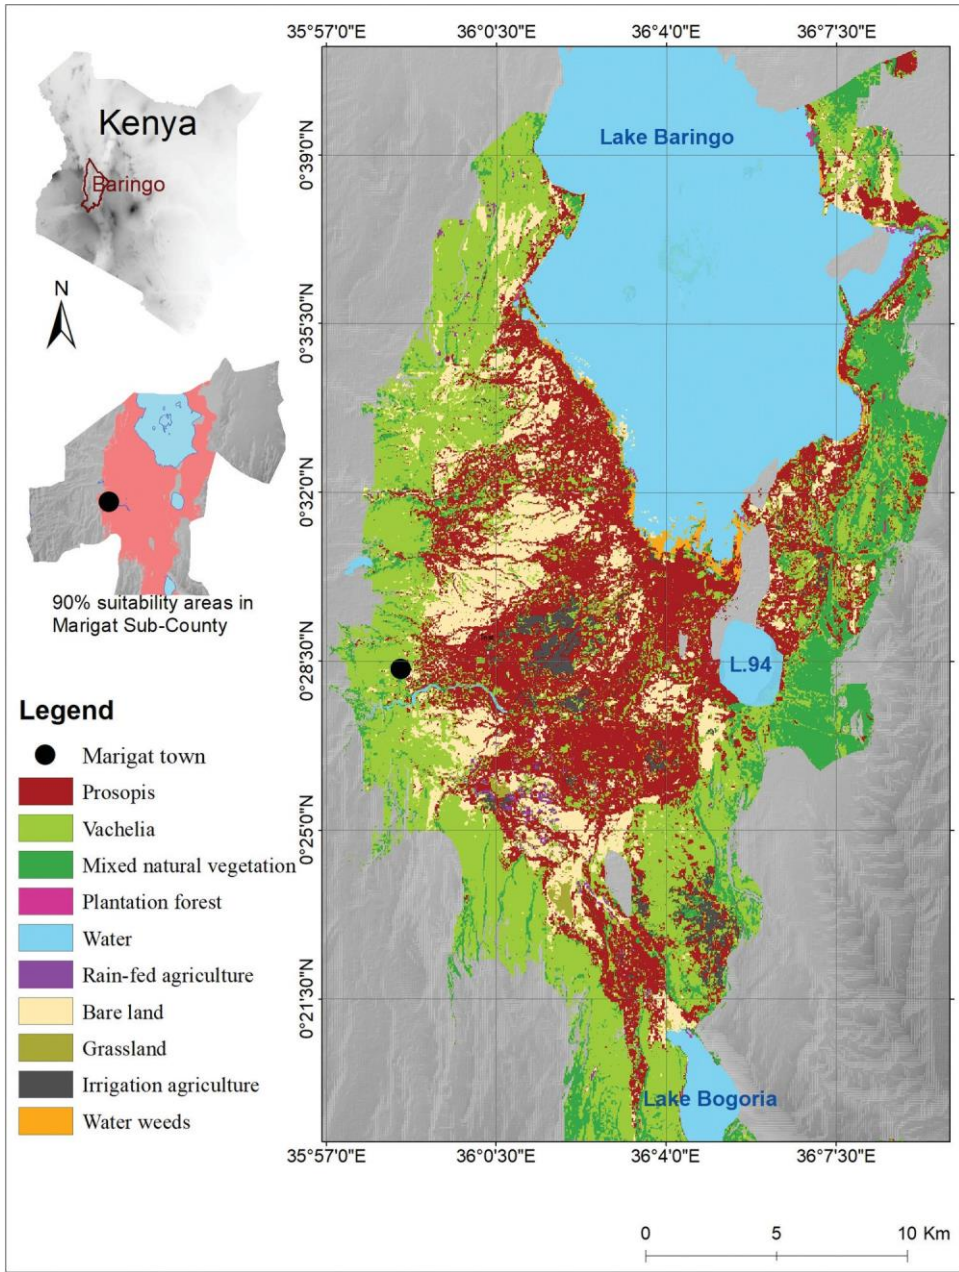 Kenya
Baringo
N
90% suitability areas in
Marigat Sub-County
Legend
Marigat town
Prosopis
Vachelia
Mixed natural vegetation
Plantation forest
Water
Rain-fed agriculture
Bare land
Grassland
Irrigation agriculture
Water weeds
35°57'0"E 36°0'30"E 36°4'0"E 36°7'30"E
0°39'0"N
0°35'30"N
0°32'0"N
0°28'30"N
0°25'0"N
0°21'30"N
Lake Baringo
L.94
Lake Bogoria
35°57'0"E 36°0'30"E 36°4'0"E 36°7'30"E
0 5 10 Km